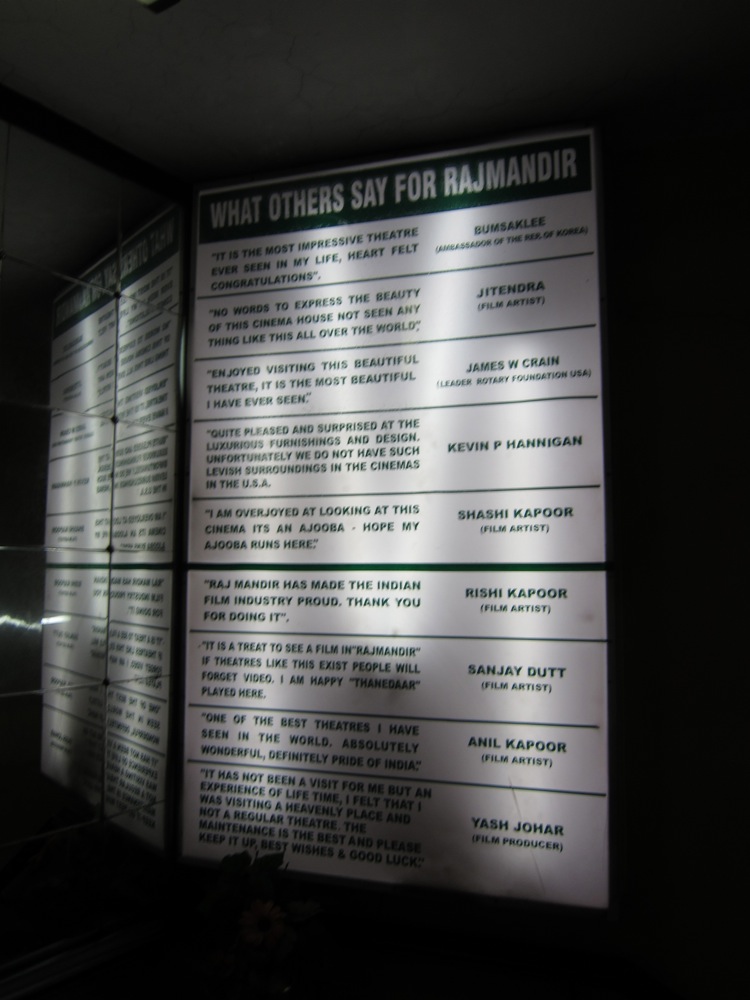 WHAT OTHERS SAY FOR RAJMANDIR
"IT IS THE MOST IMPRESSIVE THEATRE
EVER SEEN IN MY LIFE, HEART FELT
CONGRATULATIONS".
BUMSAKLEE
(AMBASSADOR OF THE REP. OF KOREA)
"NO WORDS TO EXPRESS THE BEAUTY
OF THIS CINEMA HOUSE NOT SEEN ANY
THING LIKE THIS ALL OVER THE WORLD".
JITENDRA
(FILM ARTIST)
"ENJOYED VISITING THIS BEAUTIFUL
THEATRE, IT IS THE MOST BEAUTIFUL
I HAVE EVER SEEN."
JAMES W CRAIN
(LEADER ROTARY FOUNDATION USA)
"QUITE PLEASED AND SURPRISED AT THE
LUXURIOUS FURNISHINGS AND DESIGN.
UNFORTUNATELY WE DO NOT HAVE SUCH
LEVISH SURROUNDINGS IN THE CINEMAS
IN THE U.S.A.
KEVIN P HANNIGAN
"I AM OVERJOYED AT LOOKING AT THIS
CINEMA ITS AN AJOOBA - HOPE MY
AJOOBA RUNS HERE."
SHASHI KAPOOR
(FILM ARTIST)
"RAJ MANDIR HAS MADE THE INDIAN
FILM INDUSTRY PROUD. THANK YOU
FOR DOING IT".
RISHI KAPOOR
(FILM ARTIST)
"IT IS A TREAT TO SEE A FILM IN"RAJMANDIR"
IF THEATRES LIKE THIS EXIST PEOPLE WILL
FORGET VIDEO. I AM HAPPY "THANEDAAR"
PLAYED HERE.
SANJAY DUTT
(FILM ARTIST)
"ONE OF THE BEST THEATRES I HAVE
SEEN IN THE WORLD. ABSOLUTELY
WONDERFUL, DEFINITELY PRIDE OF INDIA."
ANIL KAPOOR
(FILM ARTIST)
"IT HAS NOT BEEN A VISIT FOR ME BUT AN
EXPERIENCE OF LIFE TIME, I FELT THAT I
WAS VISITING A HEAVENLY PLACE AND
NOT A REGULAR THEATRE. THE
MAINTENANCE IS THE BEST AND PLEASE
KEEP IT UP, BEST WISHES & GOOD LUCK."
YASH JOHAR
(FILM PRODUCER)